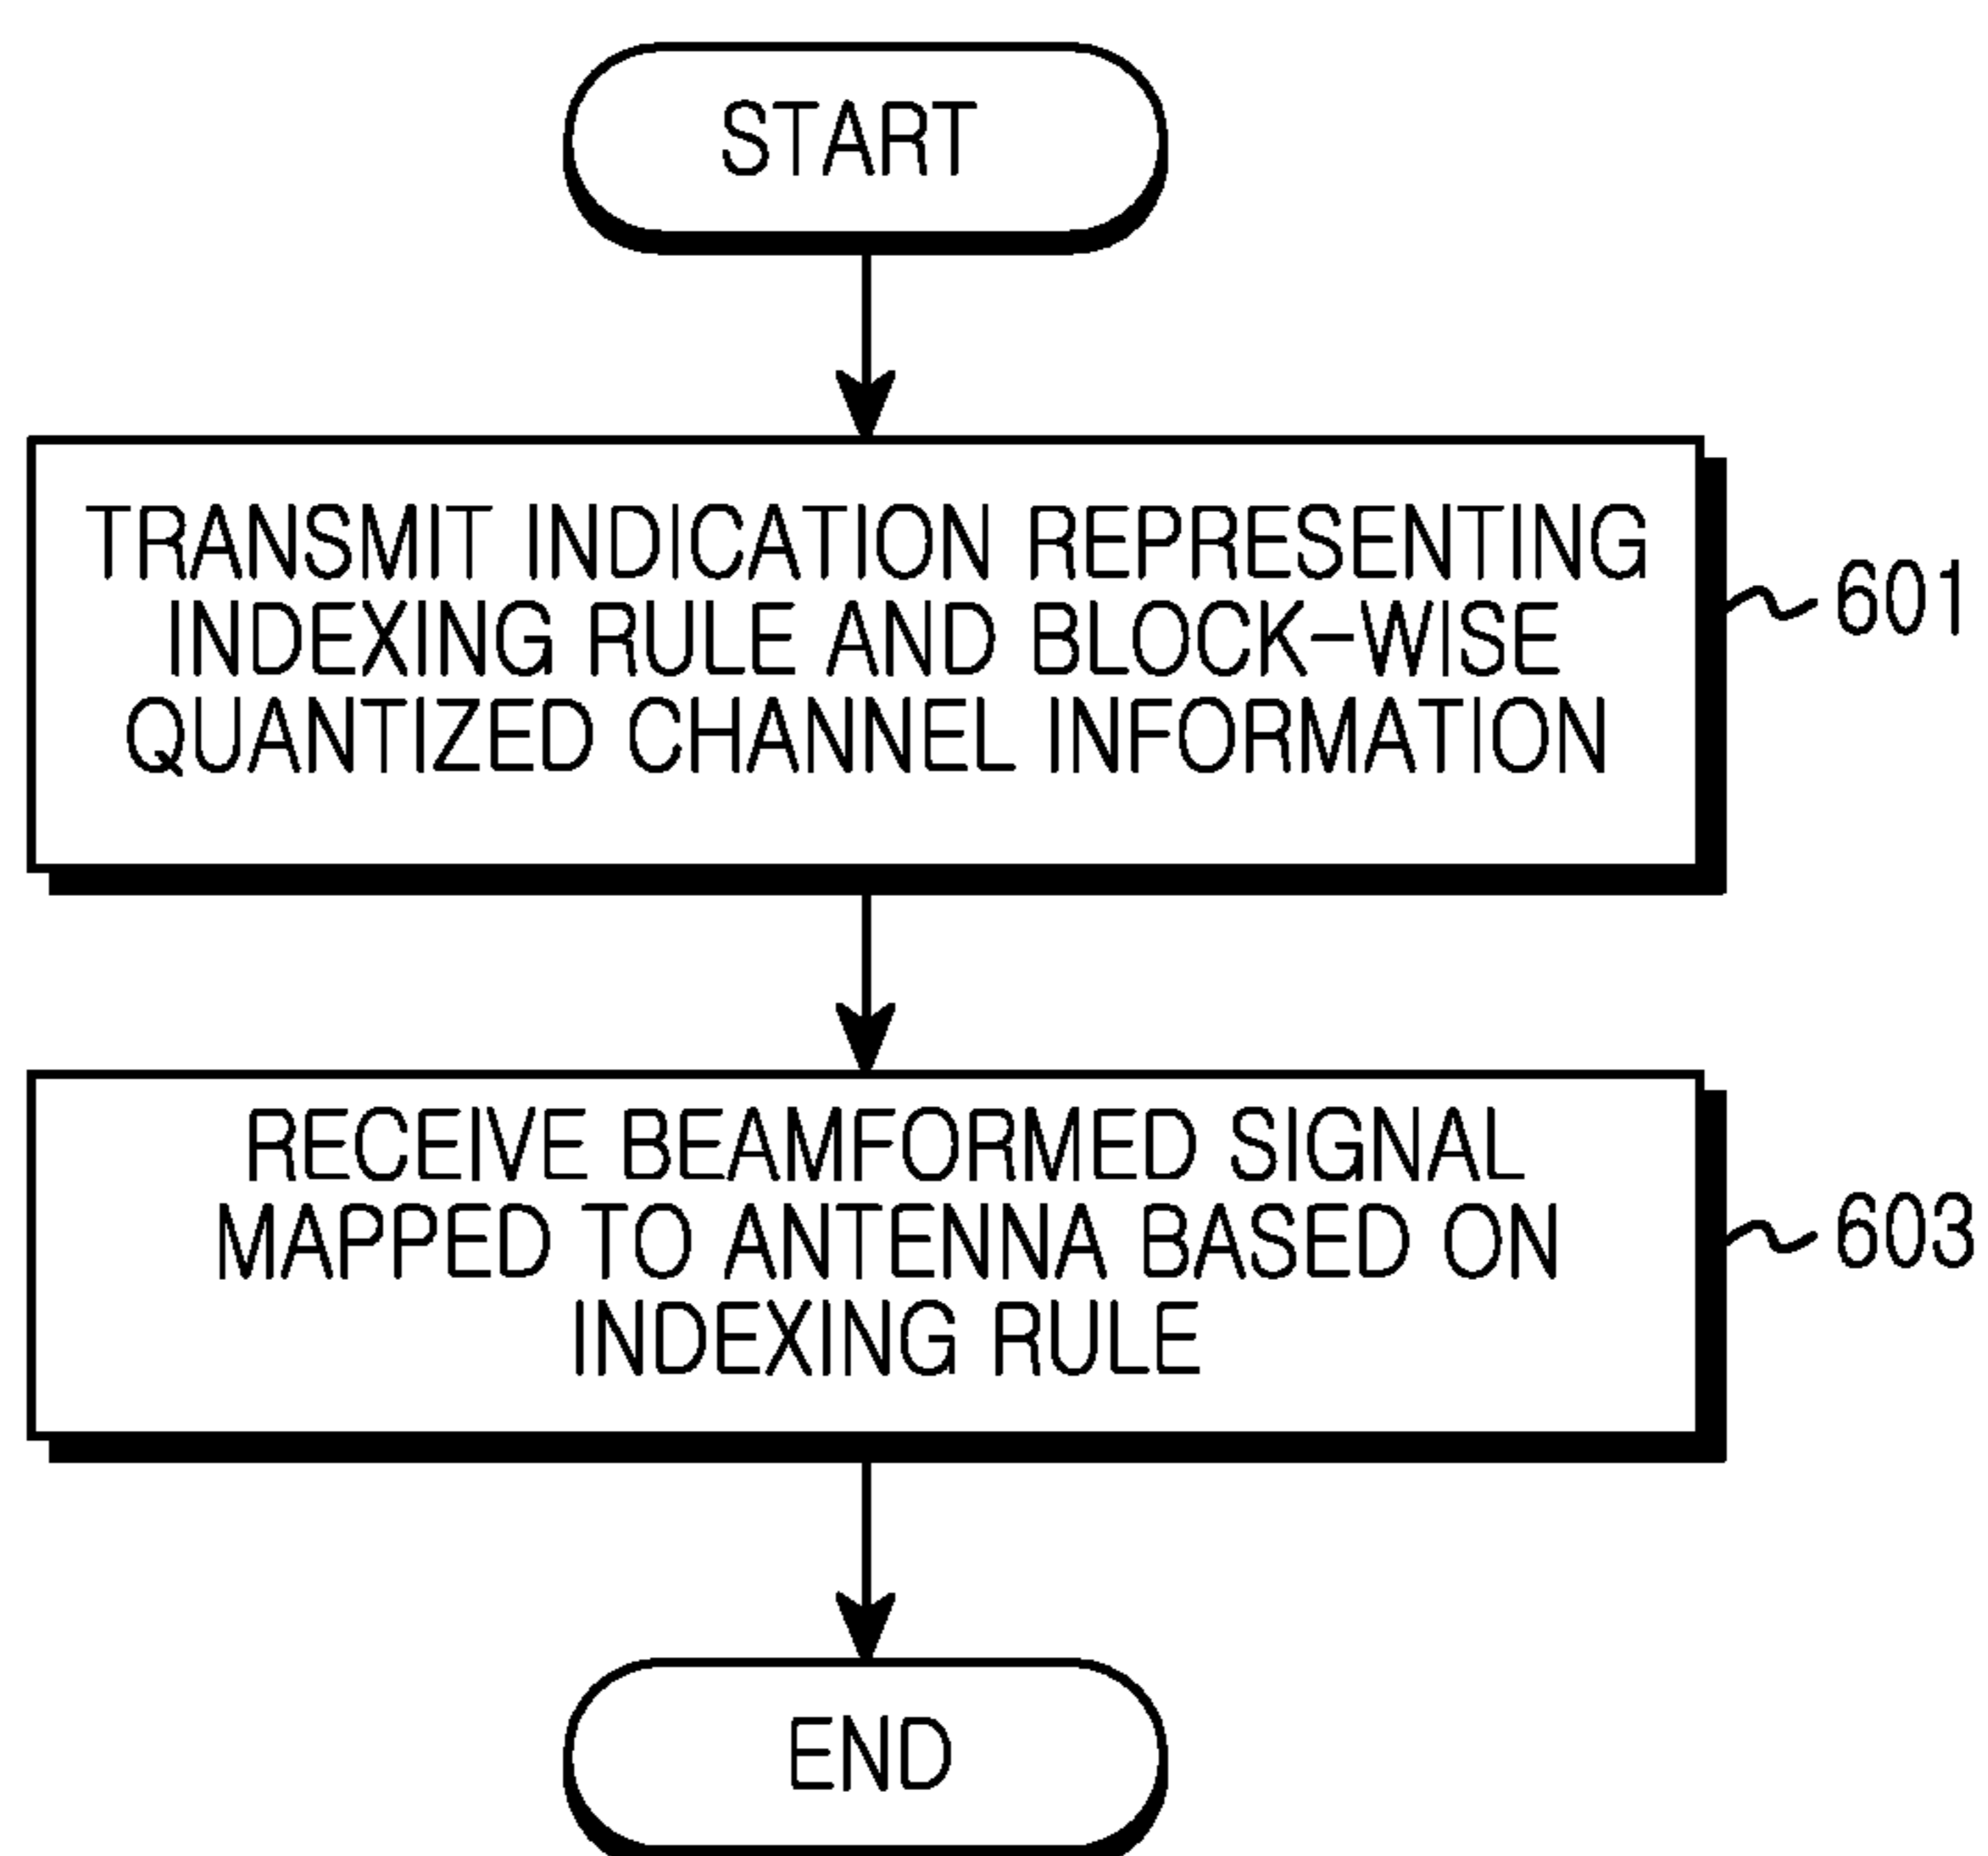 START
TRANSMIT INDICATION REPRESENTING
INDEXING RULE AND BLOCK-WISE
QUANTIZED CHANNEL INFORMATION
601
RECEIVE BEAMFORMED SIGNAL
MAPPED TO ANTENNA BASED ON
INDEXING RULE
603
END